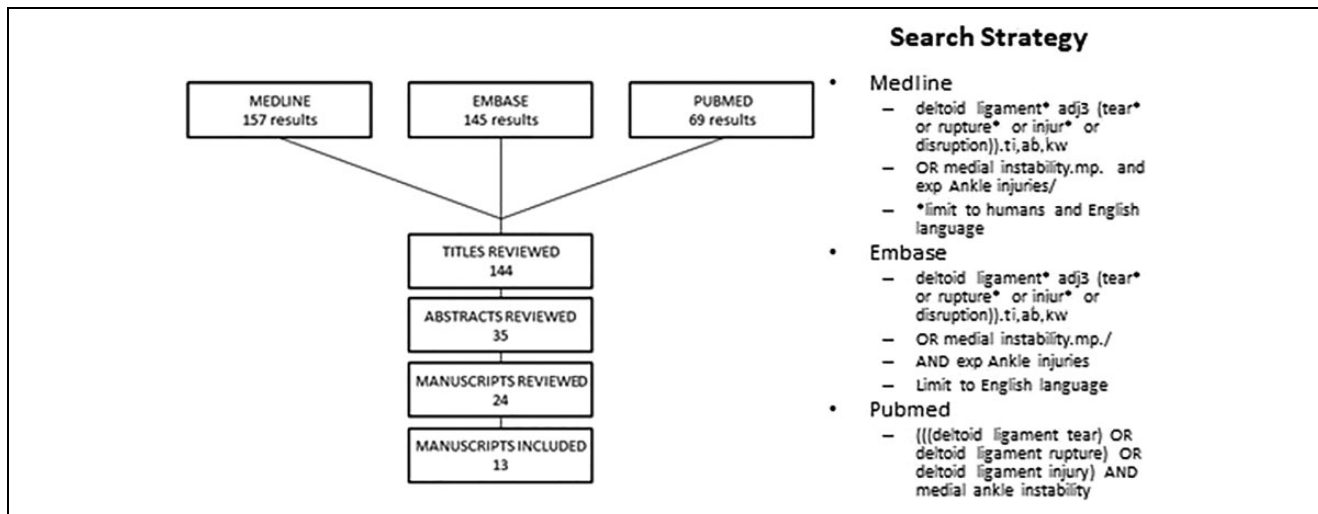 MEDLINE
157 results
EMBASE
145 results
PUBMED
69 results
TITLES REVIEWED
144
ABSTRACTS REVIEWED
35
MANUSCRIPTS REVIEWED
24
MANUSCRIPTS INCLUDED
13
Search Strategy
• Medline
– deltoid ligament* adj3 (tear*
or rupture* or injur* or
disruption)).ti,ab,kw
– OR medial instability.mp. and
exp Ankle injuries/
– *limit to humans and English
language
• Embase
– deltoid ligament* adj3 (tear*
or rupture* or injur* or
disruption)).ti,ab,kw
– OR medial instability.mp./
– AND exp Ankle injuries
– Limit to English language
• Pubmed
– (((deltoid ligament tear) OR
deltoid ligament rupture) OR
deltoid ligament injury) AND
medial ankle instability